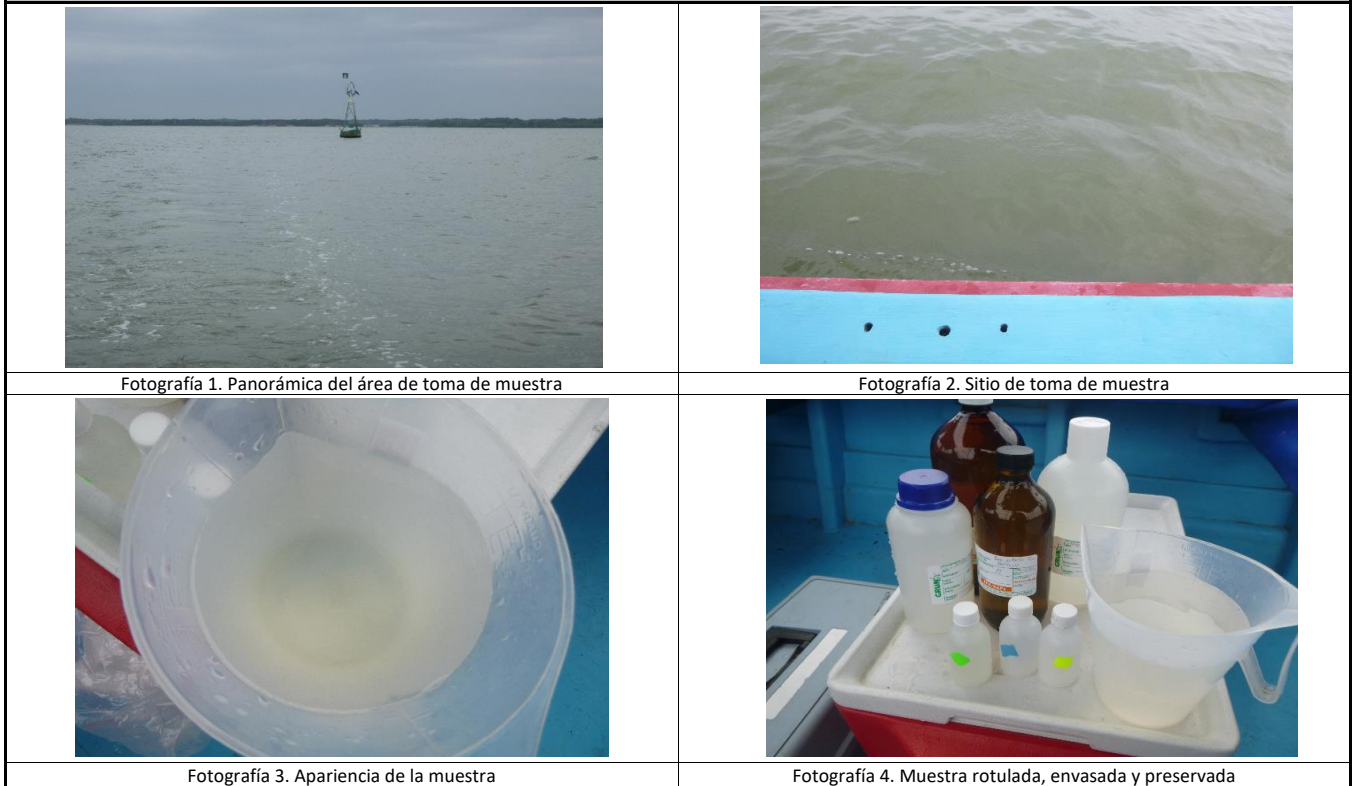 Fotografía 1. Panorámica del área de toma de muestra
Fotografía 2. Sitio de toma de muestra
Fotografía 3. Apariencia de la muestra
Fotografía 4. Muestra rotulada, envasada y preservada